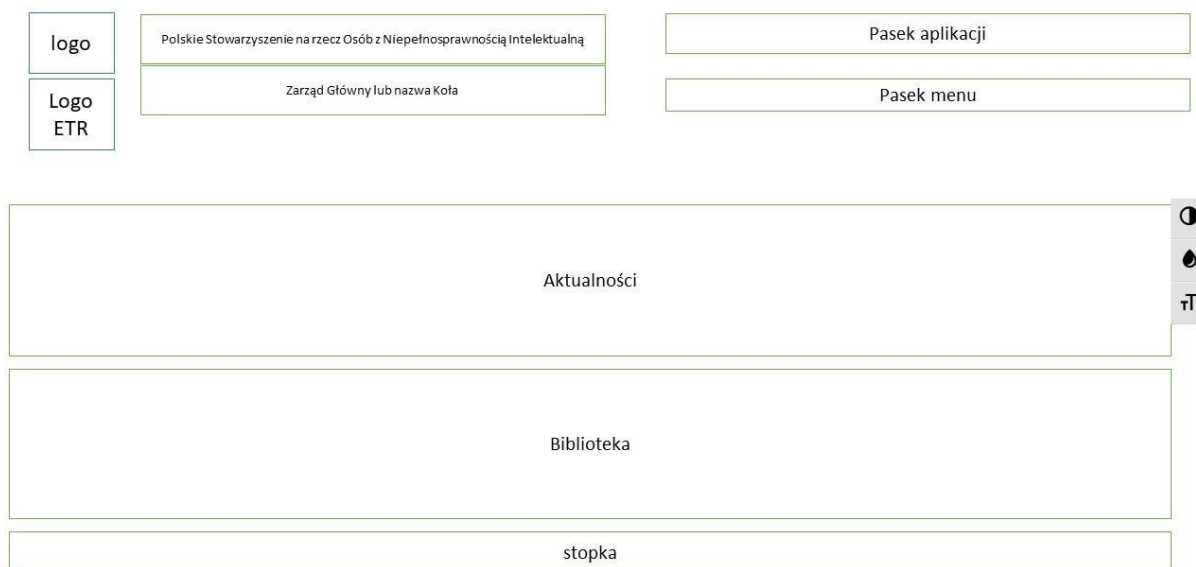 logo
Polskie Stowarzyszenie na rzecz Osób z Niepełnosprawnością Intelektualną
Pasek aplikacji
Logo
ETR
Zarząd Główny lub nazwa Koła
Pasek menu
Aktualności
Biblioteka
stopka